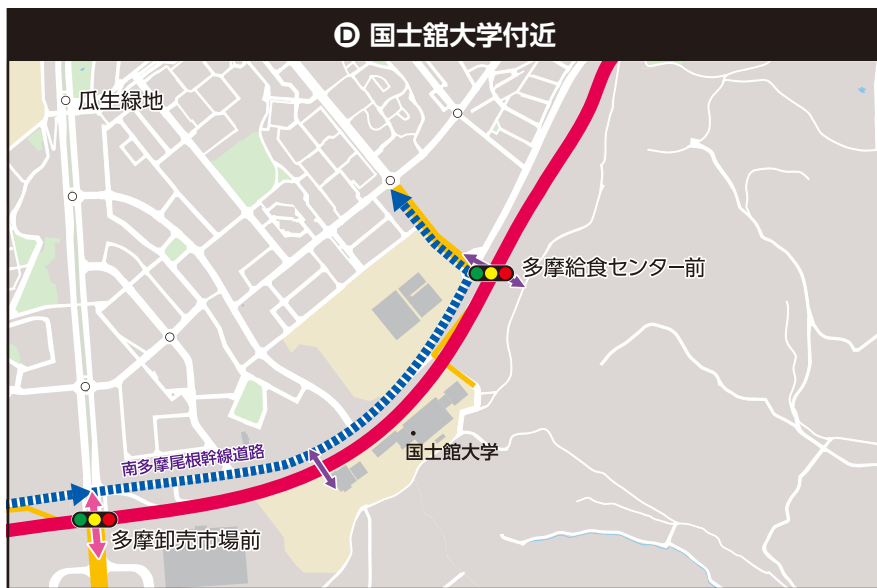 D 国士舘大学付近
瓜生緑地
多摩給食センター前
国士館大学
南多摩尾根幹線道路
多摩卸売市場前